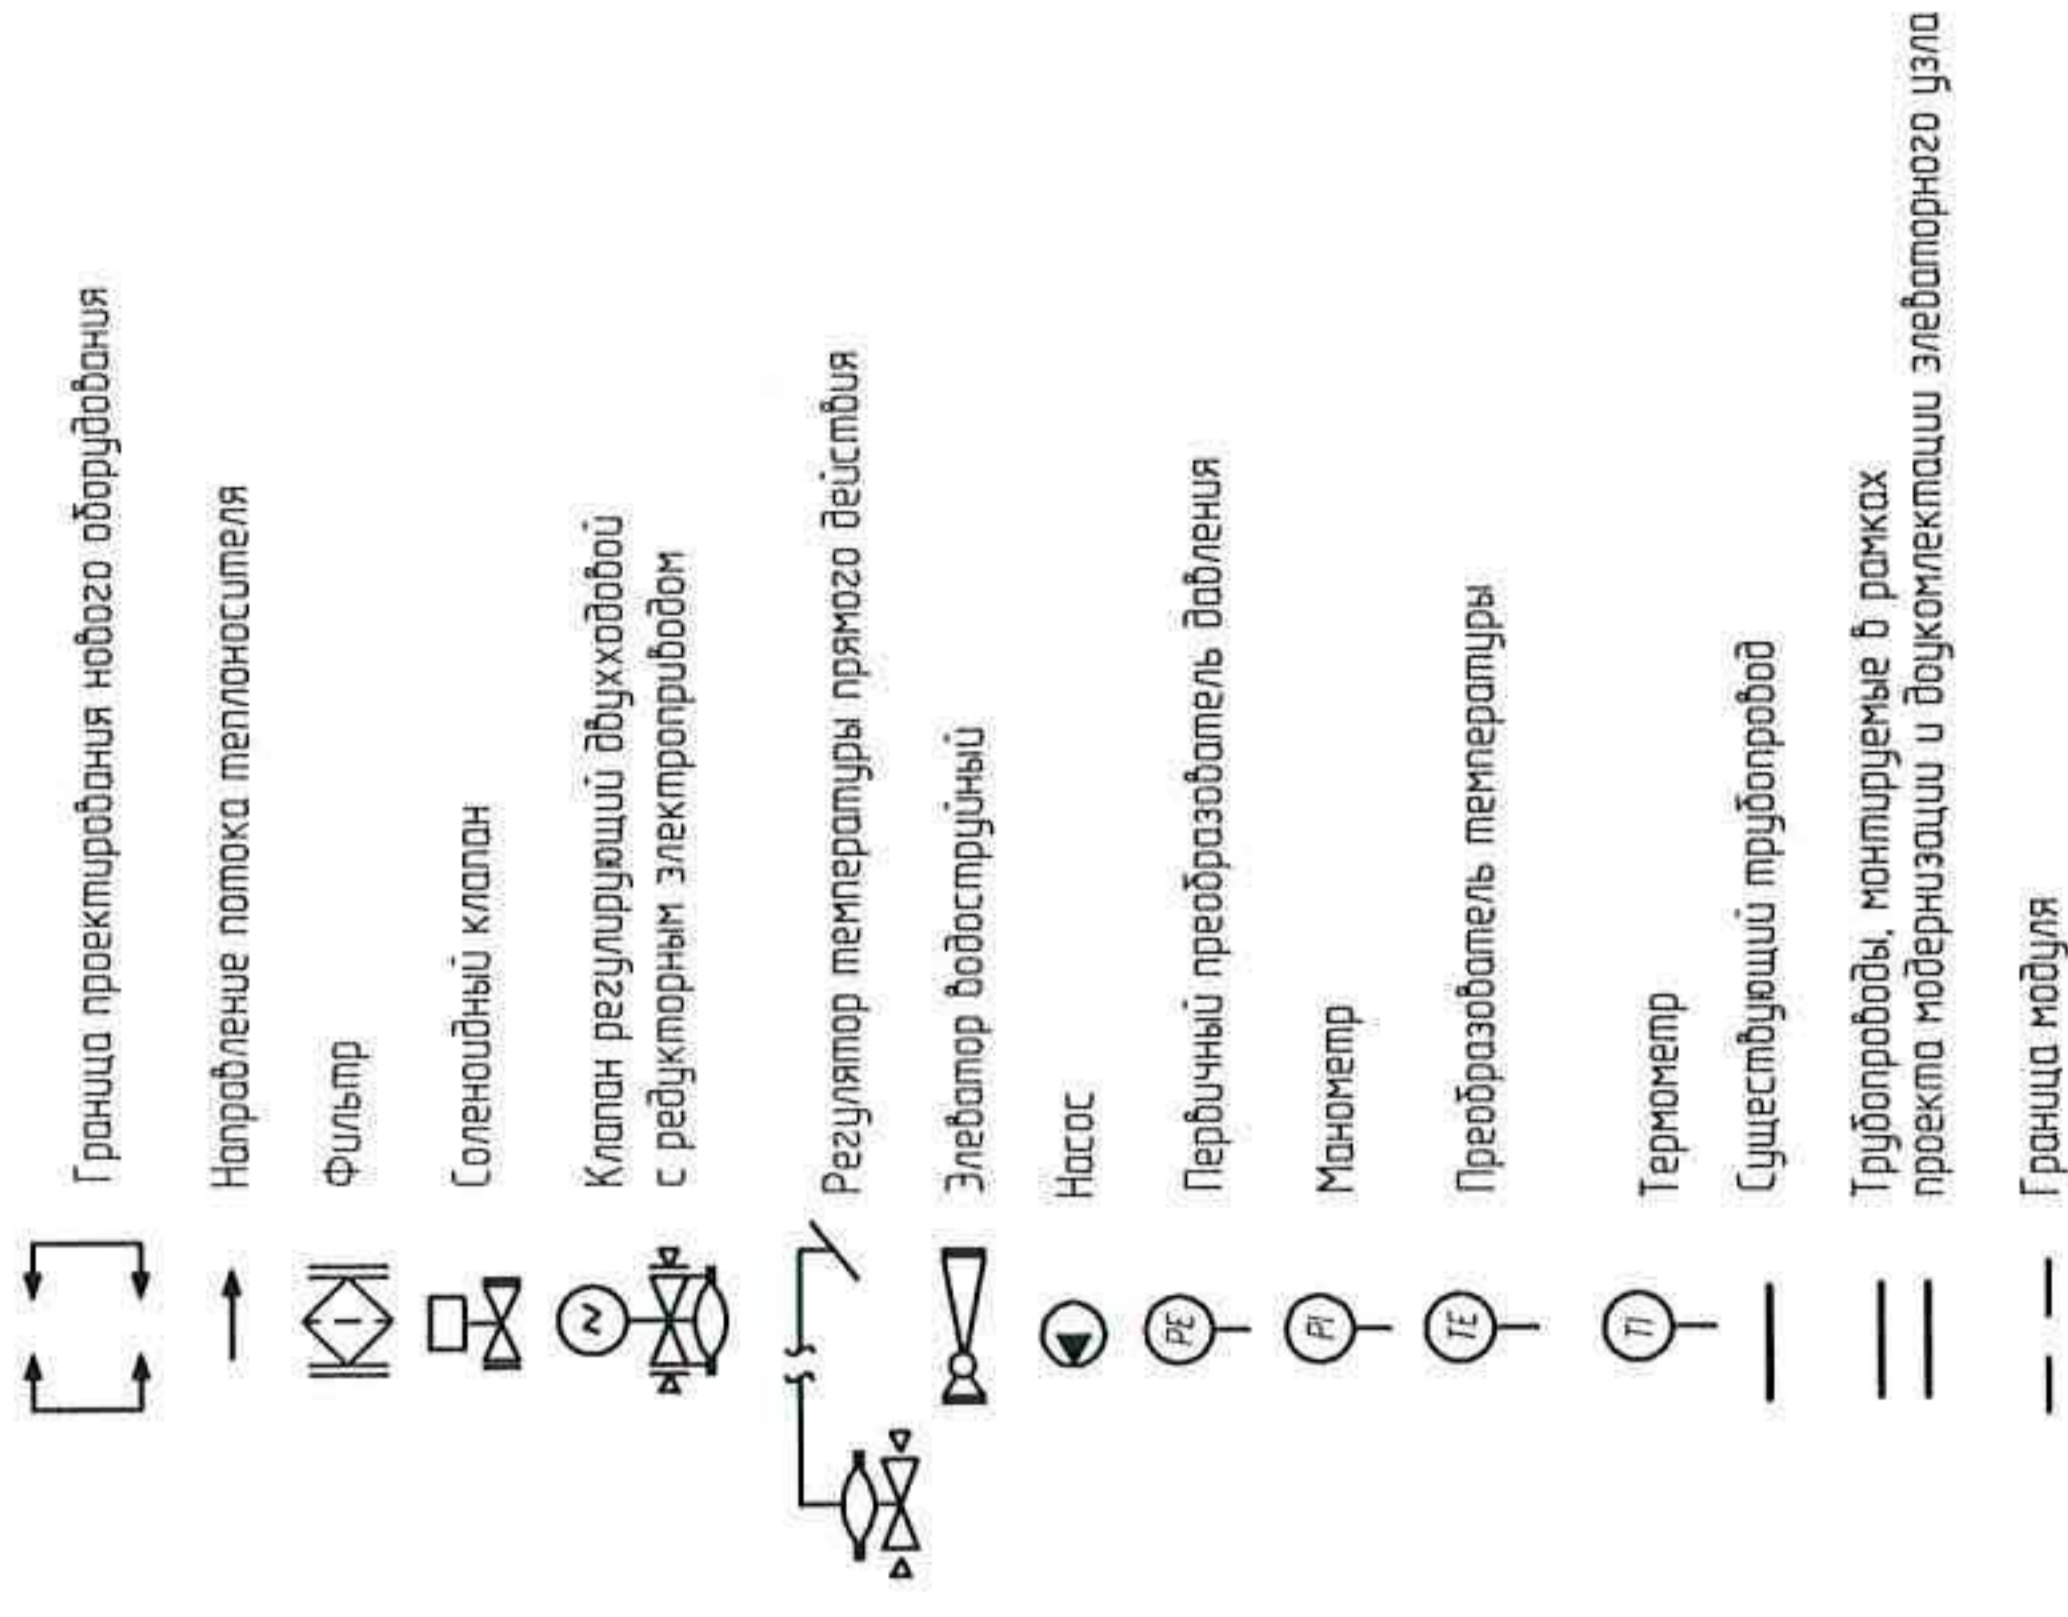 Граница проектирования нового оборудования
Направление потока теплоносителя
Фильтр
Соленоидный клапан
Клапан регулирующий двухходовой
с редукторным электроприводом
Регулятор температуры прямого действия
Элеватор водоструйный
Насос
PE Первичный преобразователь давления
PI Манометр
TE Преобразователь температуры
TI Термометр
Существующий трубопровод
Трубопроводы, монтируемые в рамках
проекта модернизации и доукомлектации элеваторного узла
Граница модуля